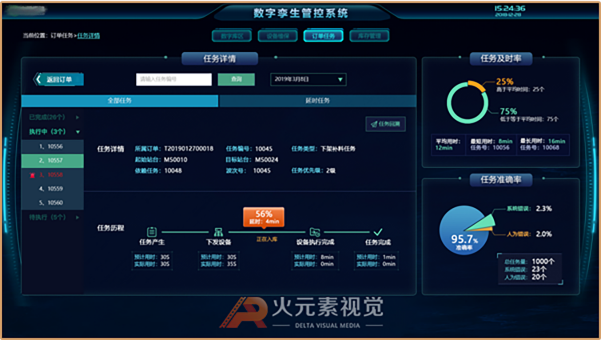 数字孪生管控系统
15:24:36
2019-12-29
当前位置：订单任务>任务详情
数字库区
设备维保
订单任务
库存管理
任务详情
返回订单
请输入任务编号
查询
2019年3月8日
全部任务
耗时任务
已完成(20个)
执行中（3个）
1、10556
2、10557
3、10558
4、10559
5、10560
待执行（5个）
任务回溯
任务详情
所属订单：T2019012700018
任务编号：10045
任务类型：下架补料任务
起始站台：MS0010
目标站台：MS0024
依赖任务：10048
波次号：10045
任务优先级：2级
任务历程
任务产生
预计用时：30S
实际用时：30S
下发设备
预计用时：30S
实际用时：35S
56%
耗时：4min
正在入库
设备执行完成
预计用时：8min
实际用时：0min
任务完成
预计用时：1min
实际用时：0min
任务及时率
25%
高于平均时间：25个
75%
低于等于平均时间：75个
平均用时：
12min
最短用时：8min
任务号：10056
最长用时：16min
任务号：10068
任务准确率
95.7%
准确率
系统错误：2.3%
人为错误：2.0%
总任务量：1000个
系统错误：23个
人为错误：20个
火元素视觉
DELTA VISUAL MEDIA